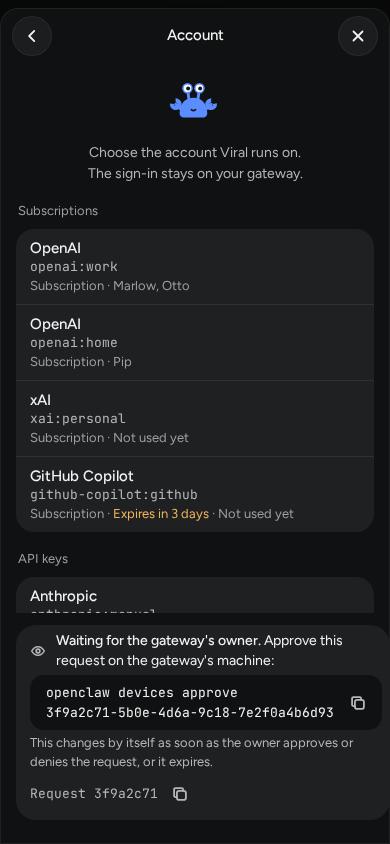 Account
Choose the account Viral runs on.
The sign-in stays on your gateway.
Subscriptions
OpenAI
openai:work
Subscription · Marlow, Otto
OpenAI
openai:home
Subscription · Pip
xAI
xai:personal
Subscription · Not used yet
GitHub Copilot
github-copilot:github
Subscription · Expires in 3 days · Not used yet
API keys
Anthropic
Waiting for the gateway's owner. Approve this
request on the gateway's machine:
openclaw devices approve
3f9a2c71-5b0e-4d6a-9c18-7e2f0a4b6d93
This changes by itself as soon as the owner approves or
denies the request, or it expires.
Request 3f9a2c71